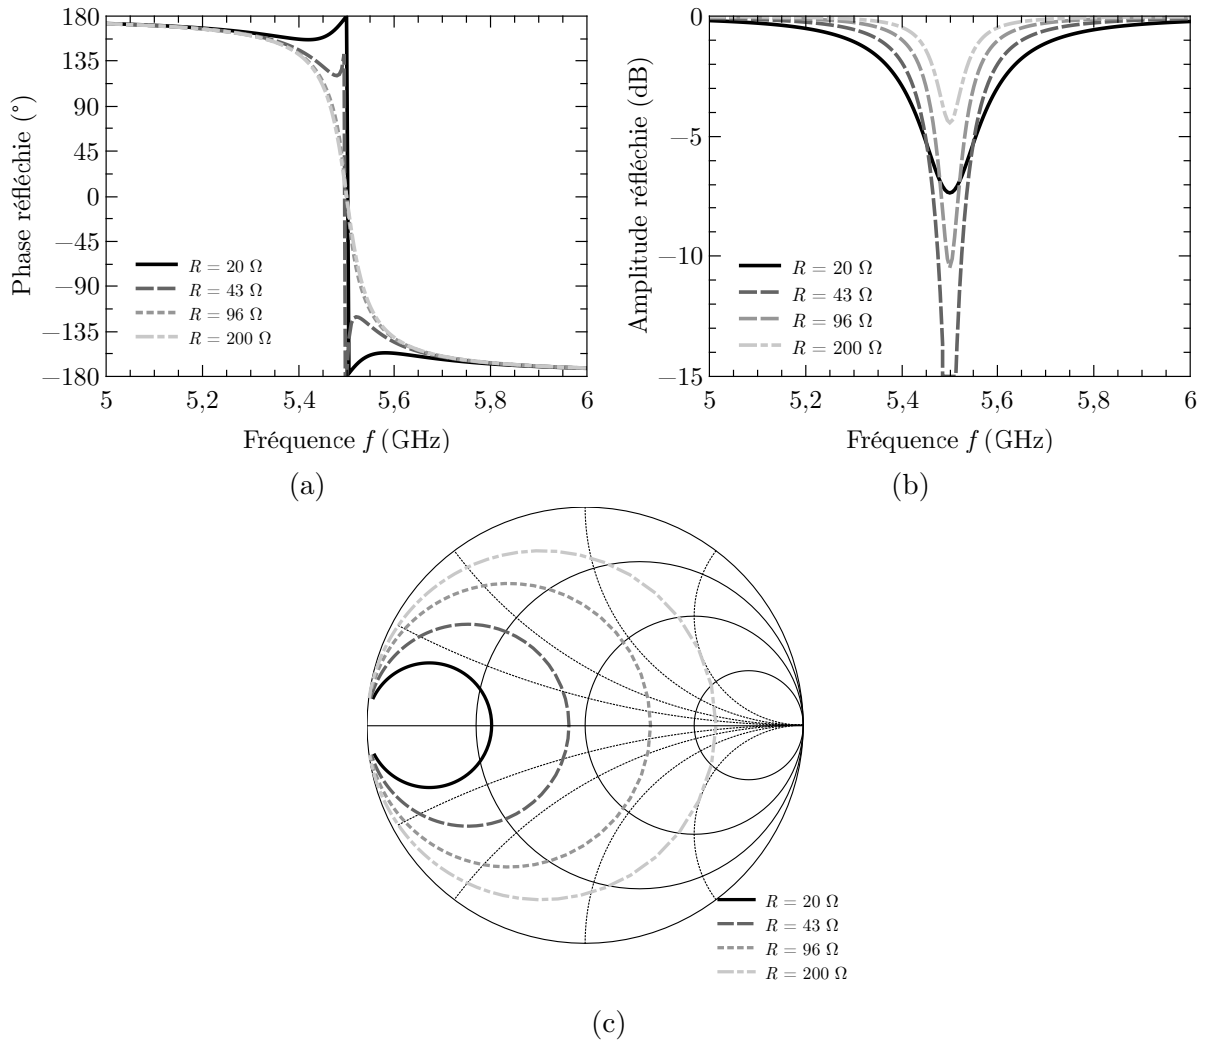 180
135
90
45
0
−45
−90
−135
−180
Phase réfléchie (°)
R = 20 Ω
R = 43 Ω
R = 96 Ω
R = 200 Ω
5 5,2 5,4 5,6 5,8 6
Fréquence f (GHz)
(a)
0
−5
−10
−15
Amplitude réfléchie (dB)
R = 20 Ω
R = 43 Ω
R = 96 Ω
R = 200 Ω
5 5,2 5,4 5,6 5,8 6
Fréquence f (GHz)
(b)
R = 20 Ω
R = 43 Ω
R = 96 Ω
R = 200 Ω
(c)